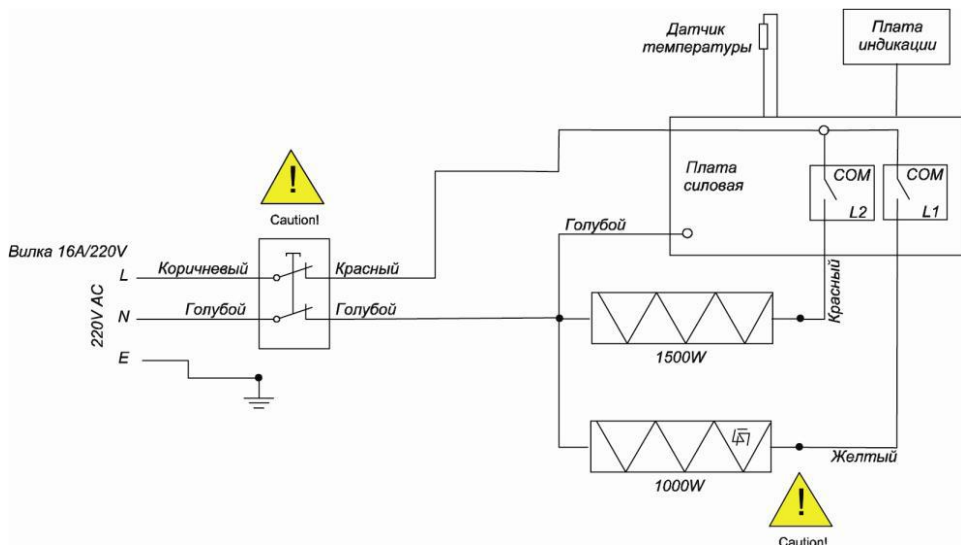 Датчик
температуры
Плата
индикации
!
Caution!
Плата
силовая
COM
L2
COM
L1
Вилка 16A/220V
220V AC
L
Коричневый
Красный
Голубой
N
Голубой
Голубой
E
Красный
1500W
1000W
Желтый
!
Caution!